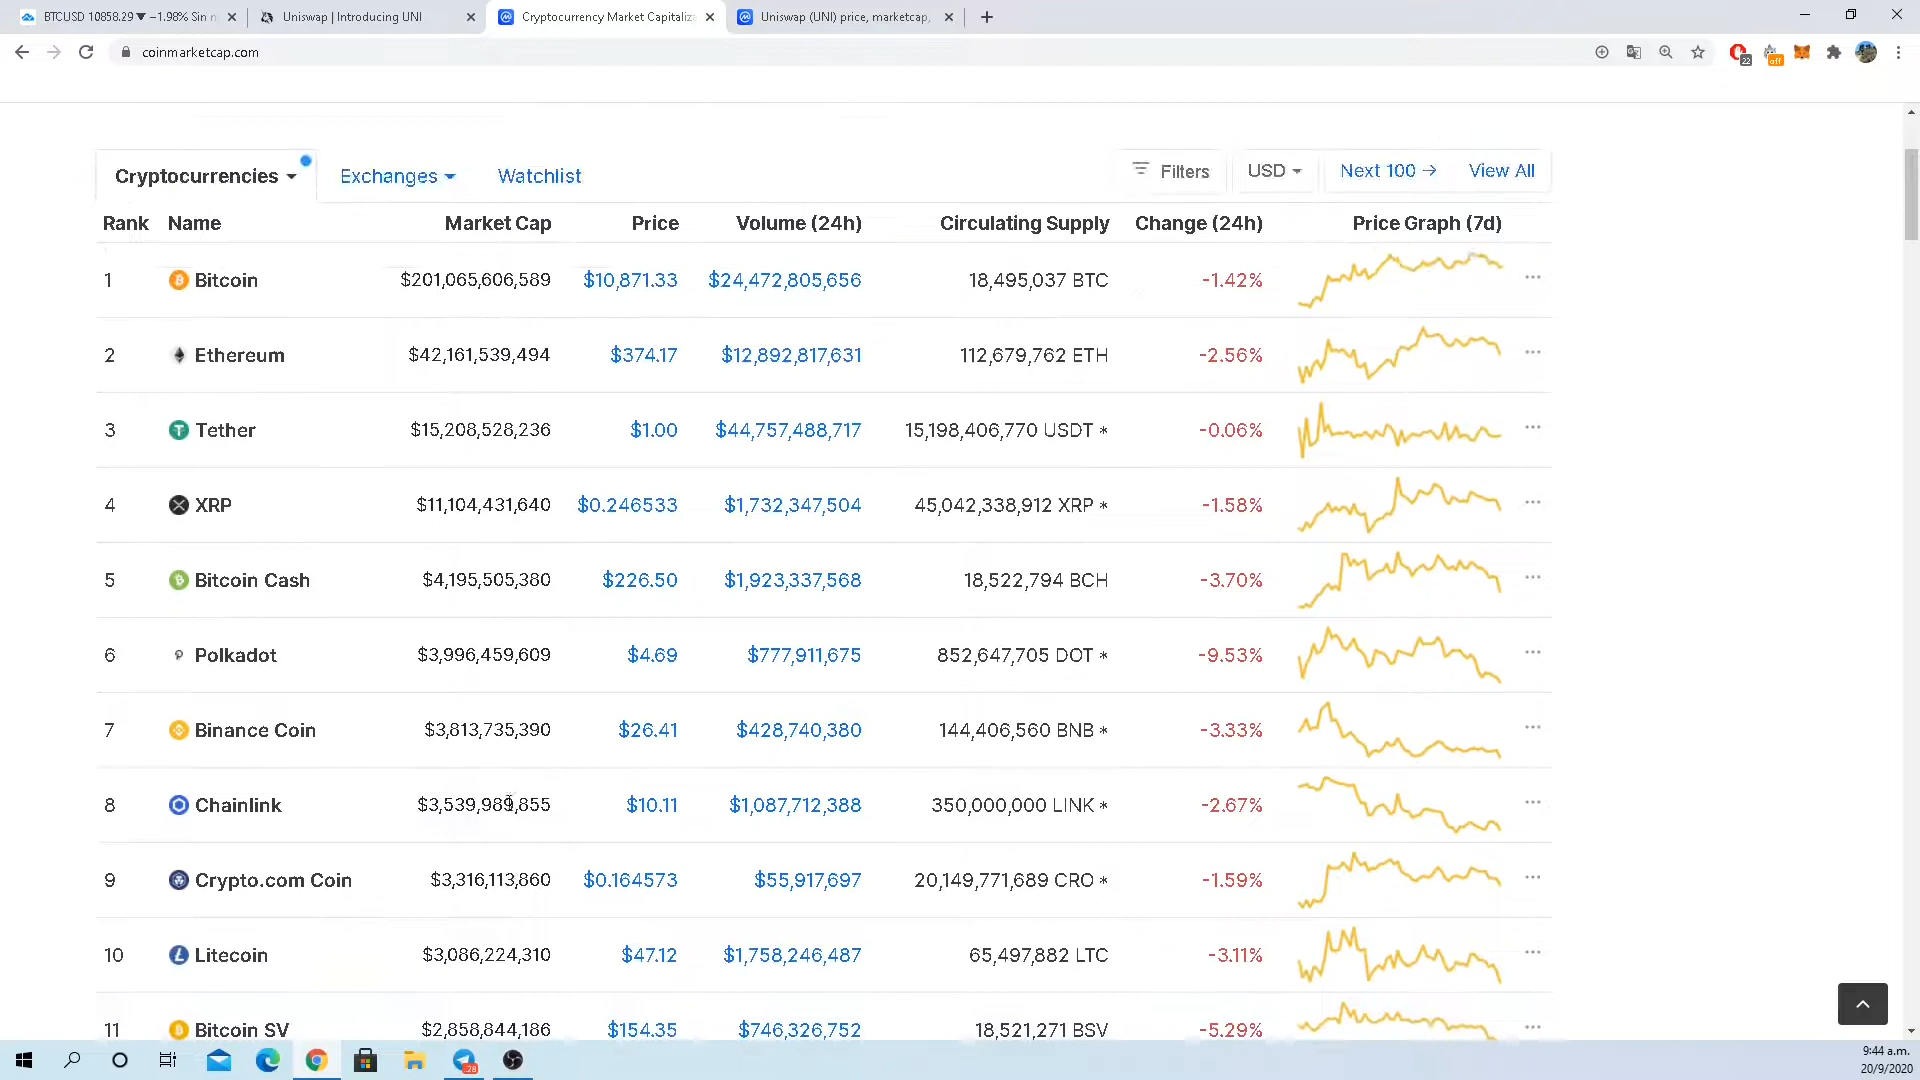 BTCUSD 10858.29 ▼ −1.98% Sin n
Uniswap | Introducing UNI
Cryptocurrency Market Capitaliza
Uniswap (UNI) price, marketcap,
coinmarketcap.com
22
off
Cryptocurrencies
Exchanges
Watchlist
Filters
USD
Next 100 →
View All
Rank Name Market Cap Price Volume (24h) Circulating Supply Change (24h) Price Graph (7d)
1 Bitcoin $201,065,606,589 $10,871.33 $24,472,805,656 18,495,037 BTC -1.42%
2 Ethereum $42,161,539,494 $374.17 $12,892,817,631 112,679,762 ETH -2.56%
3 Tether $15,208,528,236 $1.00 $44,757,488,717 15,198,406,770 USDT * -0.06%
4 XRP $11,104,431,640 $0.246533 $1,732,347,504 45,042,338,912 XRP * -1.58%
5 Bitcoin Cash $4,195,505,380 $226.50 $1,923,337,568 18,522,794 BCH -3.70%
6 Polkadot $3,996,459,609 $4.69 $777,911,675 852,647,705 DOT * -9.53%
7 Binance Coin $3,813,735,390 $26.41 $428,740,380 144,406,560 BNB * -3.33%
8 Chainlink $3,539,989,855 $10.11 $1,087,712,388 350,000,000 LINK * -2.67%
9 Crypto.com Coin $3,316,113,860 $0.164573 $55,917,697 20,149,771,689 CRO * -1.59%
10 Litecoin $3,086,224,310 $47.12 $1,758,246,487 65,497,882 LTC -3.11%
11 Bitcoin SV $2,858,844,186 $154.35 $746,326,752 18,521,271 BSV -5.29%
28
9:44 a.m.
20/9/2020